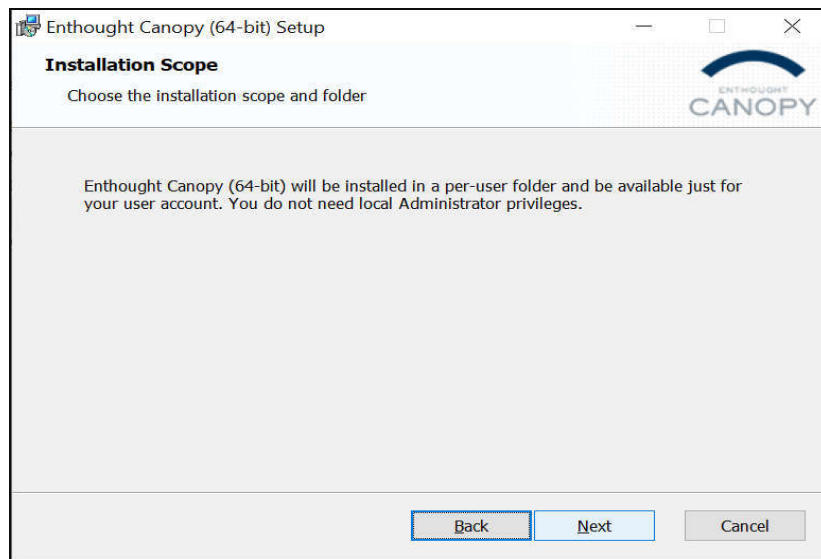 Enthought Canopy (64-bit) Setup
Installation Scope
Choose the installation scope and folder
ENTHOUGHT
CANOPY
Enthought Canopy (64-bit) will be installed in a per-user folder and be available just for
your user account. You do not need local Administrator privileges.
Back Next Cancel